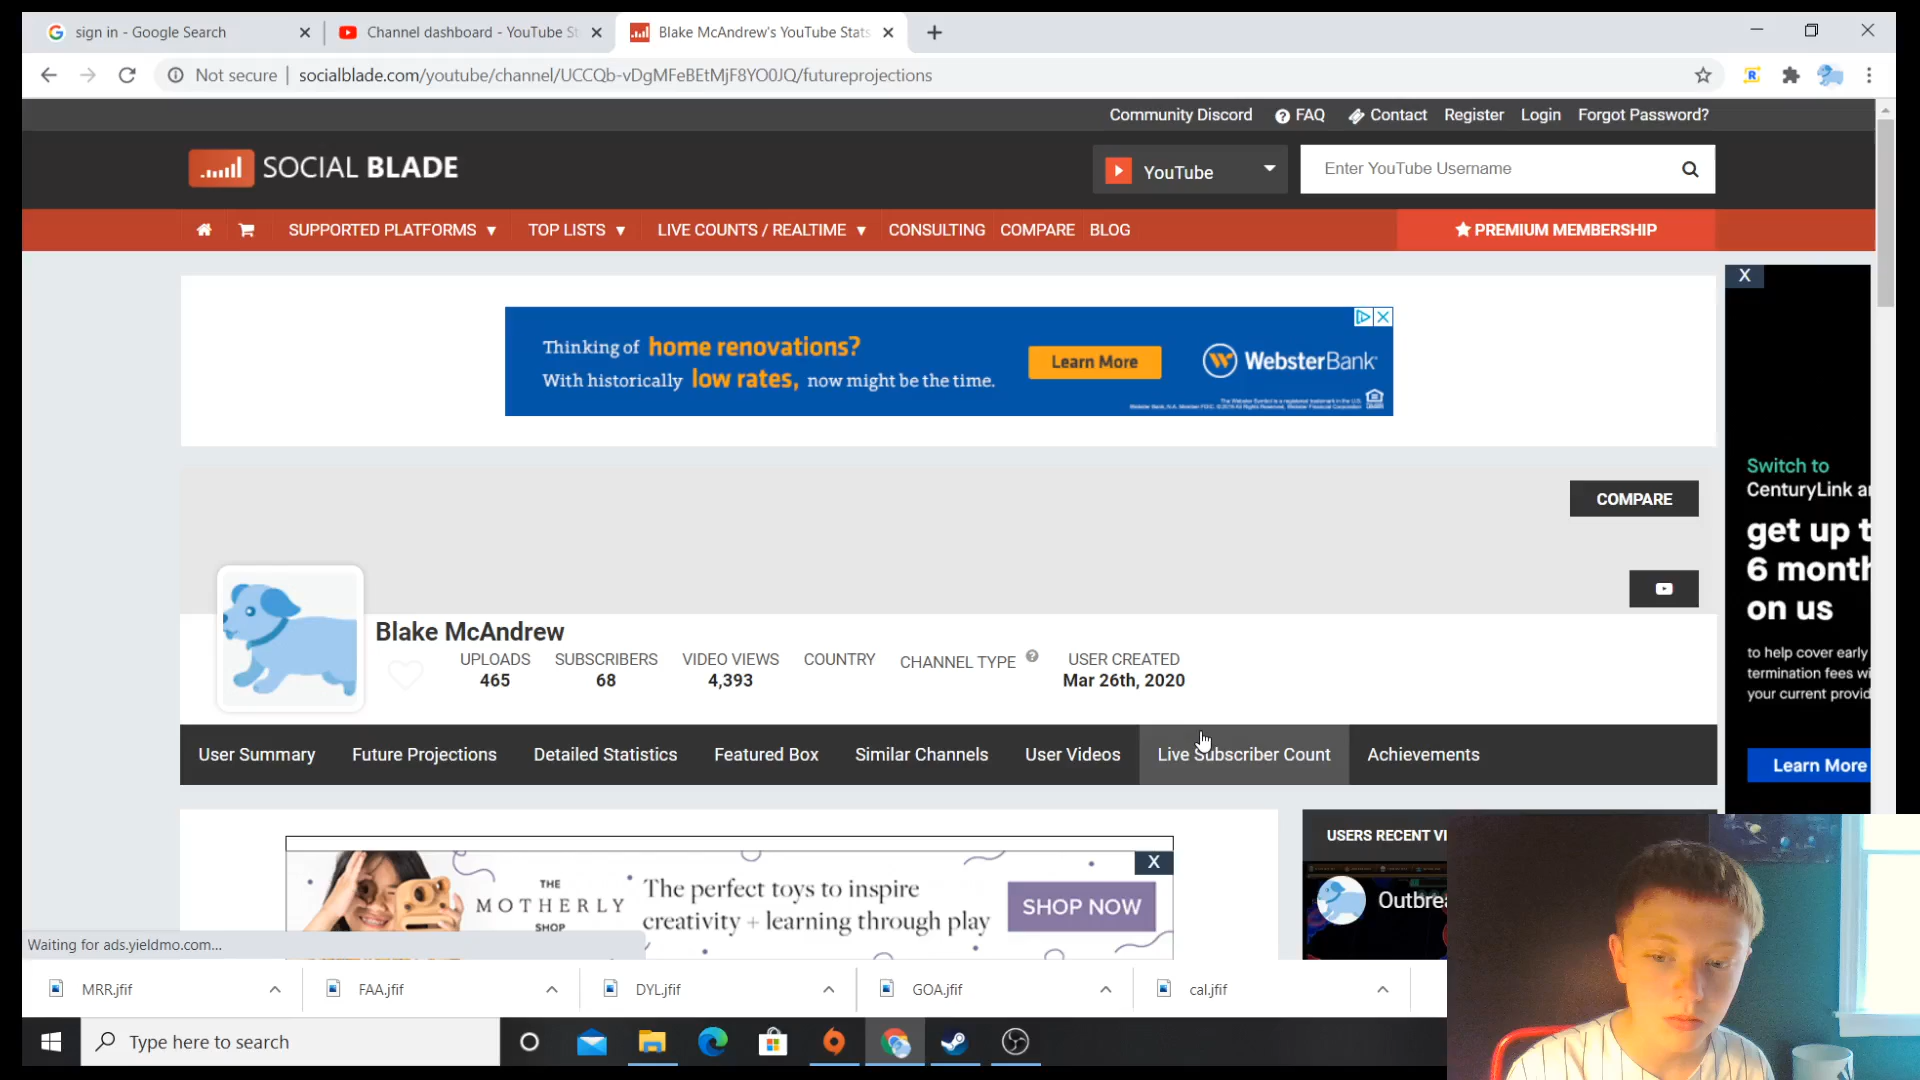 sign in - Google Search
Channel dashboard - YouTube St
Blake McAndrew's YouTube Stats
Not secure | socialblade.com/youtube/channel/UCCQb-vDgMFeBEtMjF8YO0JQ/futureprojections
Community Discord FAQ Contact Register Login Forgot Password?
SOCIAL BLADE
YouTube
Enter YouTube Username
SUPPORTED PLATFORMS TOP LISTS LIVE COUNTS / REALTIME CONSULTING COMPARE BLOG
PREMIUM MEMBERSHIP
X
Thinking of home renovations?
With historically low rates, now might be the time.
Learn More
WebsterBank
COMPARE
Switch to
CenturyLink
get up
6
on us
to help cover early
termination fees
your current
Learn More
Blake McAndrew
UPLOADS SUBSCRIBERS VIDEO VIEWS COUNTRY CHANNEL TYPE USER CREATED
465 68 4,393 Mar 26th, 2020
User Summary Future Projections Detailed Statistics Featured Box Similar Channels User Videos Live Subscriber Count Achievements
X
THE
MOTHERLY
SHOP
The perfect toys to inspire
creativity + learning through play
SHOP NOW
USERS RECENT
Outbre
Waiting for ads.yieldmo.com...
MRR.jfif
FAA.jfif
DYL.jfif
GOA.jfif
cal.jfif
Type here to search